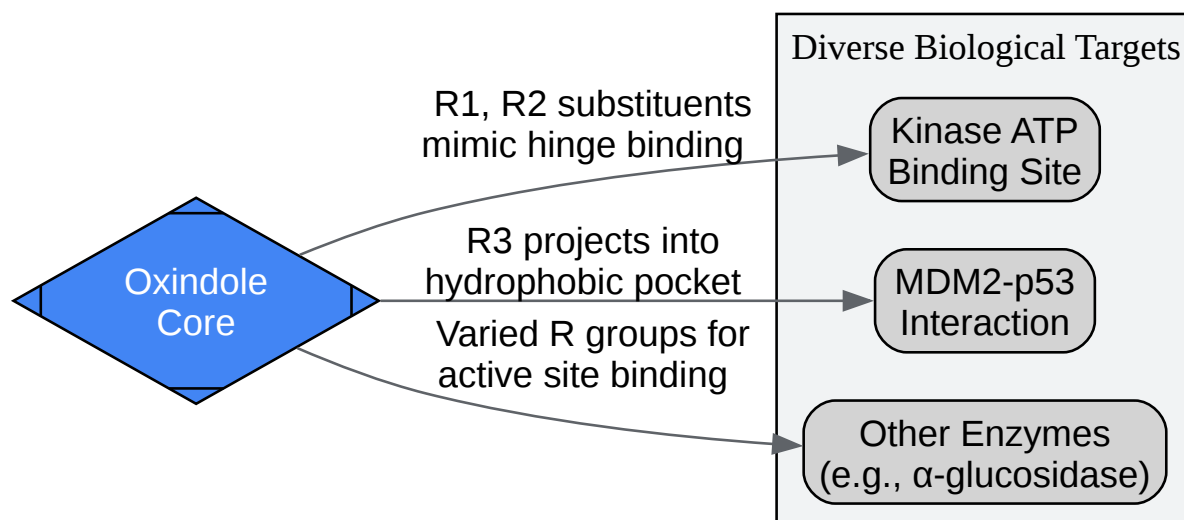 Diverse Biological Targets
R1, R2 substituents
mimic hinge binding
Kinase ATP
Binding Site
Oxindole
Core
R3 projects into
hydrophobic pocket
MDM2-p53
Interaction
Varied R groups for
active site binding
Other Enzymes
(e.g., α-glucosidase)